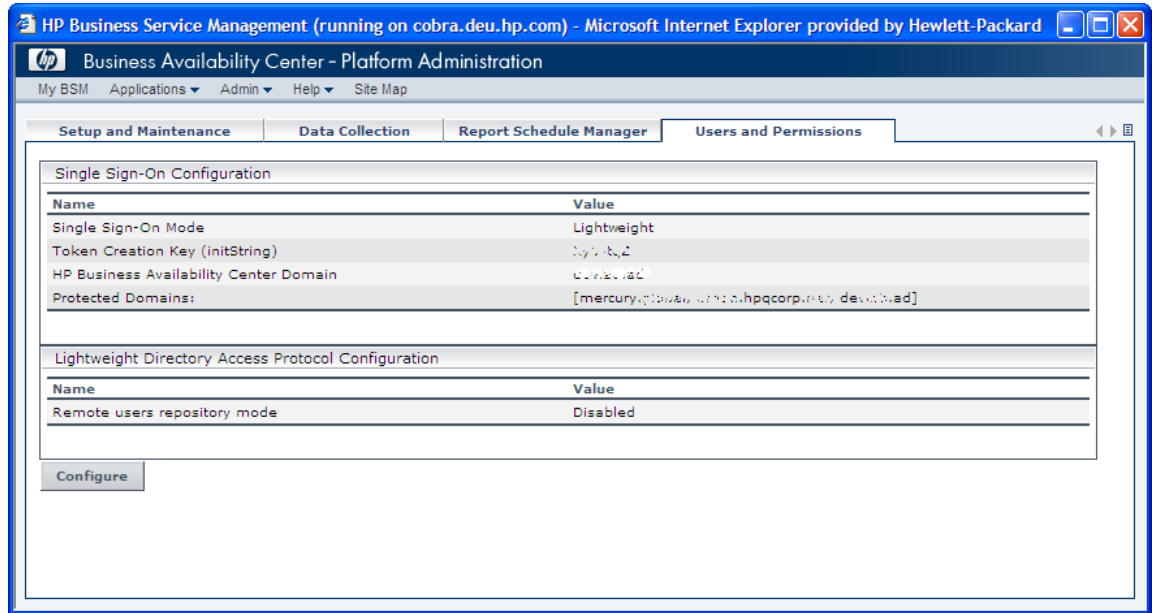 HP Business Service Management (running on cobra.deu.hp.com) - Microsoft Internet Explorer provided by Hewlett-Packard
hp Business Availability Center - Platform Administration
My BSM Applications Admin Help Site Map
Setup and Maintenance Data Collection Report Schedule Manager Users and Permissions
Single Sign-On Configuration
Name Value
Single Sign-On Mode Lightweight
Token Creation Key (initString)
HP Business Availability Center Domain
Protected Domains: [mercury.
Lightweight Directory Access Protocol Configuration
Name Value
Remote users repository mode Disabled
Configure